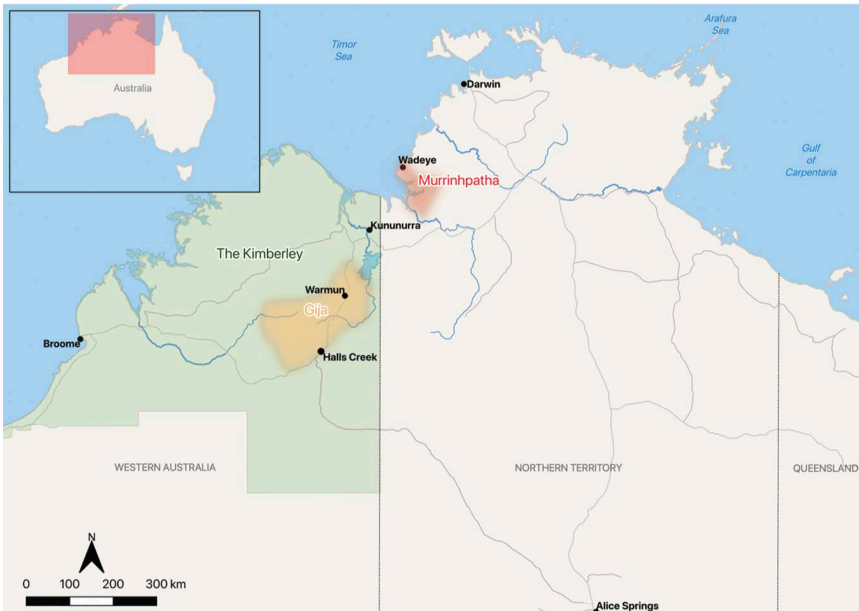 Australia
Timor
Sea
Arafura
Sea
Darwin
Gulf
of
Carpentaria
Wadeye
Murrinhpatha
Kununurra
The Kimberley
Warmun
Gija
Broome
Halls Creek
WESTERN AUSTRALIA
NORTHERN TERRITORY
QUEENSLAND
N
0 100 200 300 km
Alice Springs